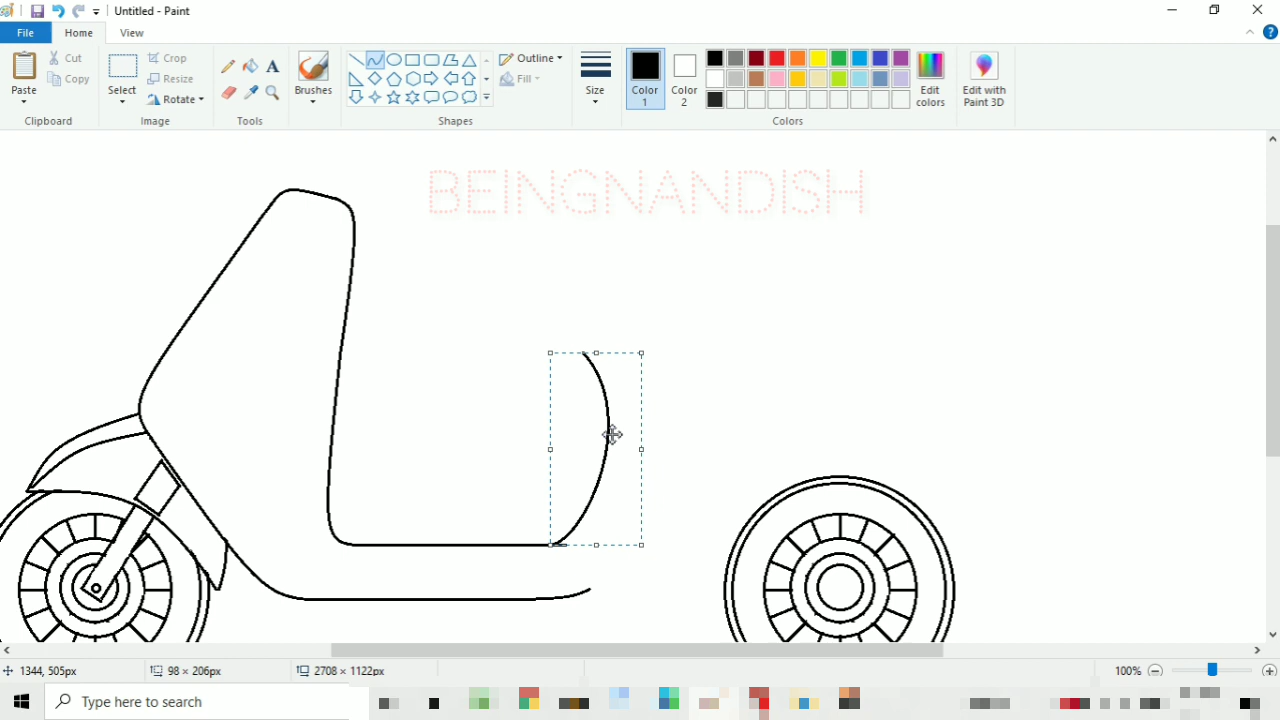 Untitled - Paint
File
Home
View
Paste
Cut
Copy
Clipboard
Select
Crop
Resize
Rotate
Image
A
Tools
Brushes
Shapes
Outline
Fill
Size
Color 1
Color 2
Edit colors
Colors
Edit with Paint 3D
BEINGNANDISH
1344, 505px
98 × 206px
2708 × 1122px
100%
Type here to search